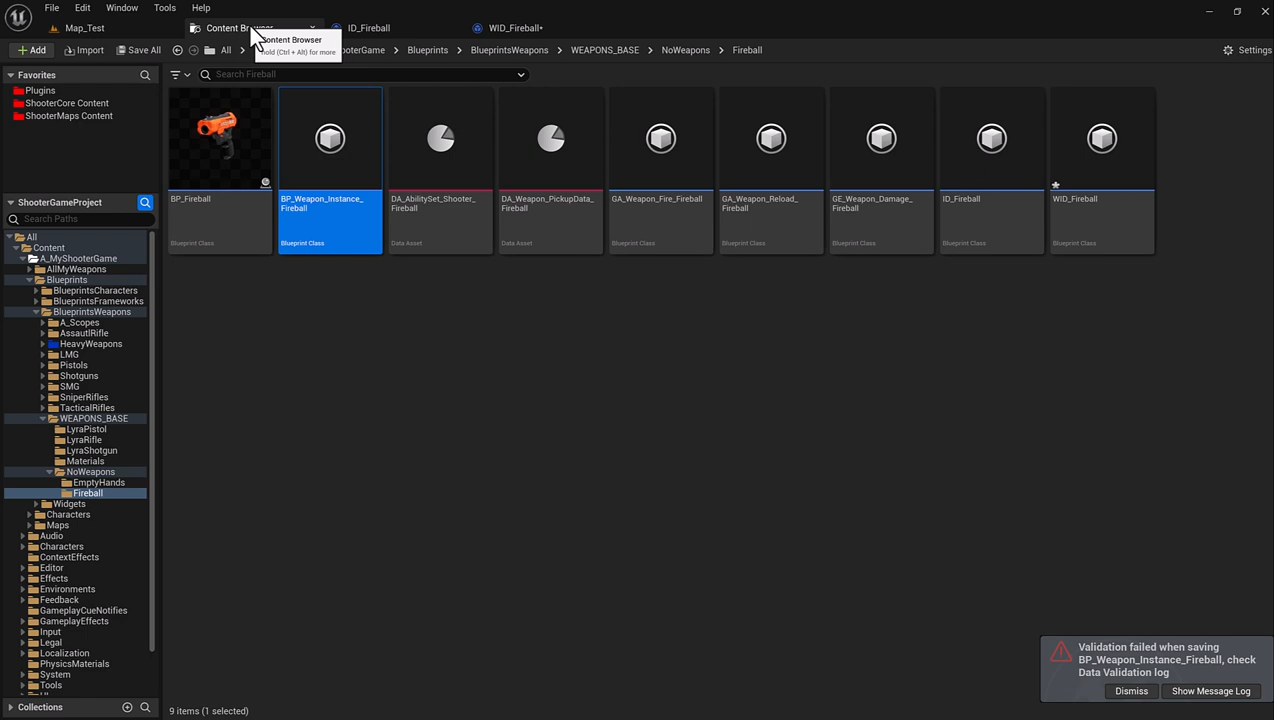 File Edit Window Tools Help
Map_Test
ID_Fireball
WID_Fireball*
Content Browser
hold (Ctrl + Alt) for more
+ Add Import Save All All > ooterGame > Blueprints > BlueprintsWeapons > WEAPONS_BASE > NoWeapons > Fireball Settings
Favorites
Plugins
ShooterCore Content
ShooterMaps Content
Search Fireball
BP_Fireball
Blueprint Class
BP_Weapon_Instance_
Fireball
Blueprint Class
DA_AbilitySet_Shooter_
Fireball
Data Asset
DA_Weapon_PickupData_
Fireball
Data Asset
GA_Weapon_Fire_Fireball
Blueprint Class
GA_Weapon_Reload_
Fireball
Blueprint Class
GE_Weapon_Damage_
Fireball
Blueprint Class
ID_Fireball
Blueprint Class
WID_Fireball
Blueprint Class
ShooterGameProject
Search Paths
All
Content
A_MyShooterGame
AllMyWeapons
Blueprints
BlueprintsCharacters
BlueprintsFrameworks
BlueprintsWeapons
A_Scopes
AssautlRifle
HeavyWeapons
LMG
Pistols
Shotguns
SMG
SniperRifles
TacticalRifles
WEAPONS_BASE
LyraPistol
LyraRifle
LyraShotgun
Materials
NoWeapons
EmptyHands
Fireball
Widgets
Characters
Maps
Audio
Characters
ContextEffects
Editor
Effects
Environments
Feedback
GameplayCueNotifies
GameplayEffects
Input
Legal
Localization
PhysicsMaterials
System
Tools
Collections
9 items (1 selected)
Validation failed when saving
BP_Weapon_Instance_Fireball, check
Data Validation log
Dismiss Show Message Log